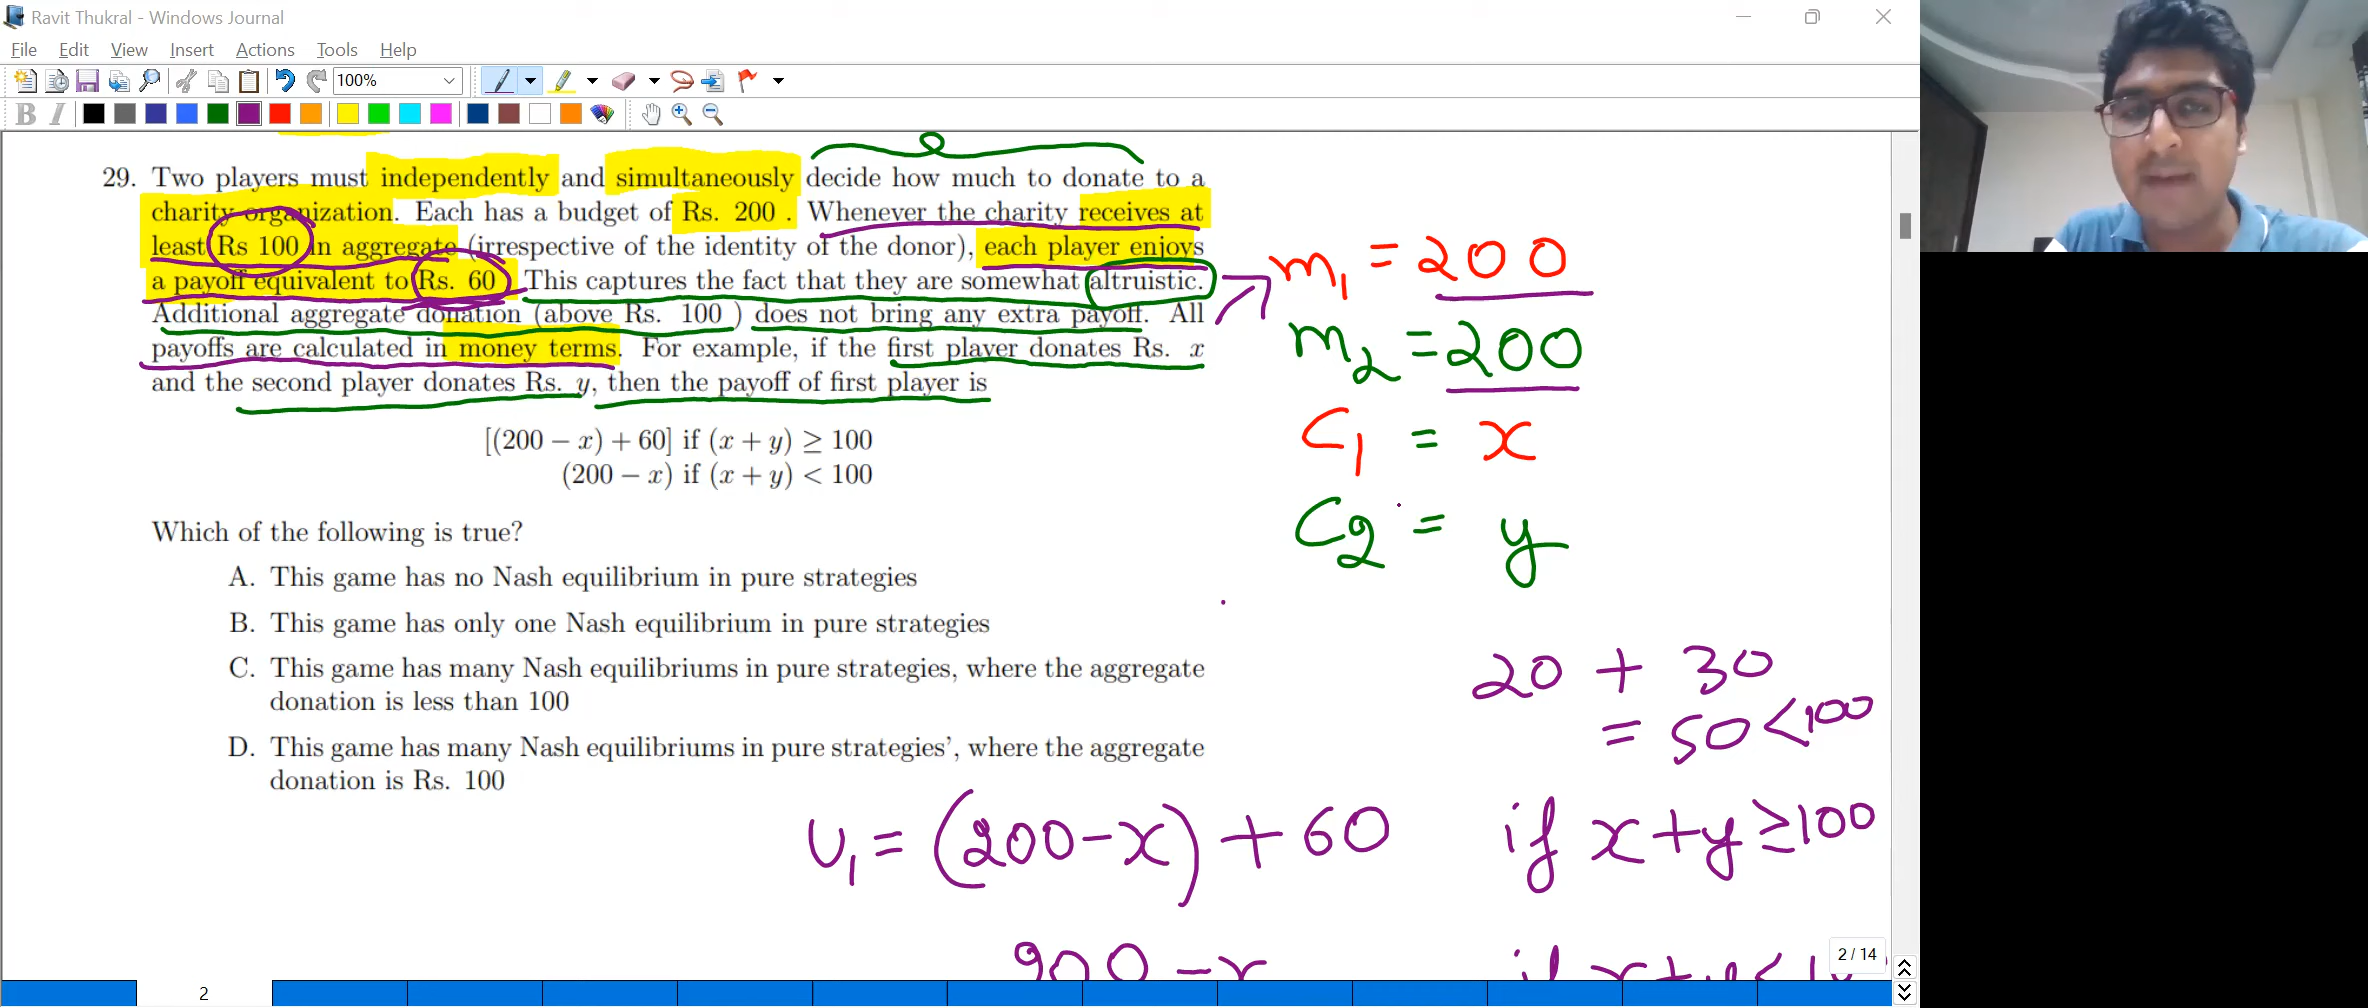 Ravit Thukral - Windows Journal
File Edit View Insert Actions Tools Help
100%
B I
29. Two players must independently and simultaneously decide how much to donate to a
charity organization. Each has a budget of Rs. 200 . Whenever the charity receives at
least Rs 100 in aggregate (irrespective of the identity of the donor), each player enjoys
a payoff equivalent to Rs. 60 This captures the fact that they are somewhat altruistic.
Additional aggregate donation (above Rs. 100 ) does not bring any extra payoff. All
payoffs are calculated in money terms. For example, if the first player donates Rs. x
and the second player donates Rs. y, then the payoff of first player is
[(200 − x) + 60] if (x + y) ≥ 100
(200 − x) if (x + y) < 100
Which of the following is true?
A. This game has no Nash equilibrium in pure strategies
B. This game has only one Nash equilibrium in pure strategies
C. This game has many Nash equilibriums in pure strategies, where the aggregate
donation is less than 100
D. This game has many Nash equilibriums in pure strategies', where the aggregate
donation is Rs. 100
m₁ = 200
m₂ = 200
C₁ = x
C₂ = y
20 + 30
= 50 < 100
U₁ = (200 − x) + 60 if x + y ≥ 100
200 − x if x + y < 10
2 / 14
2